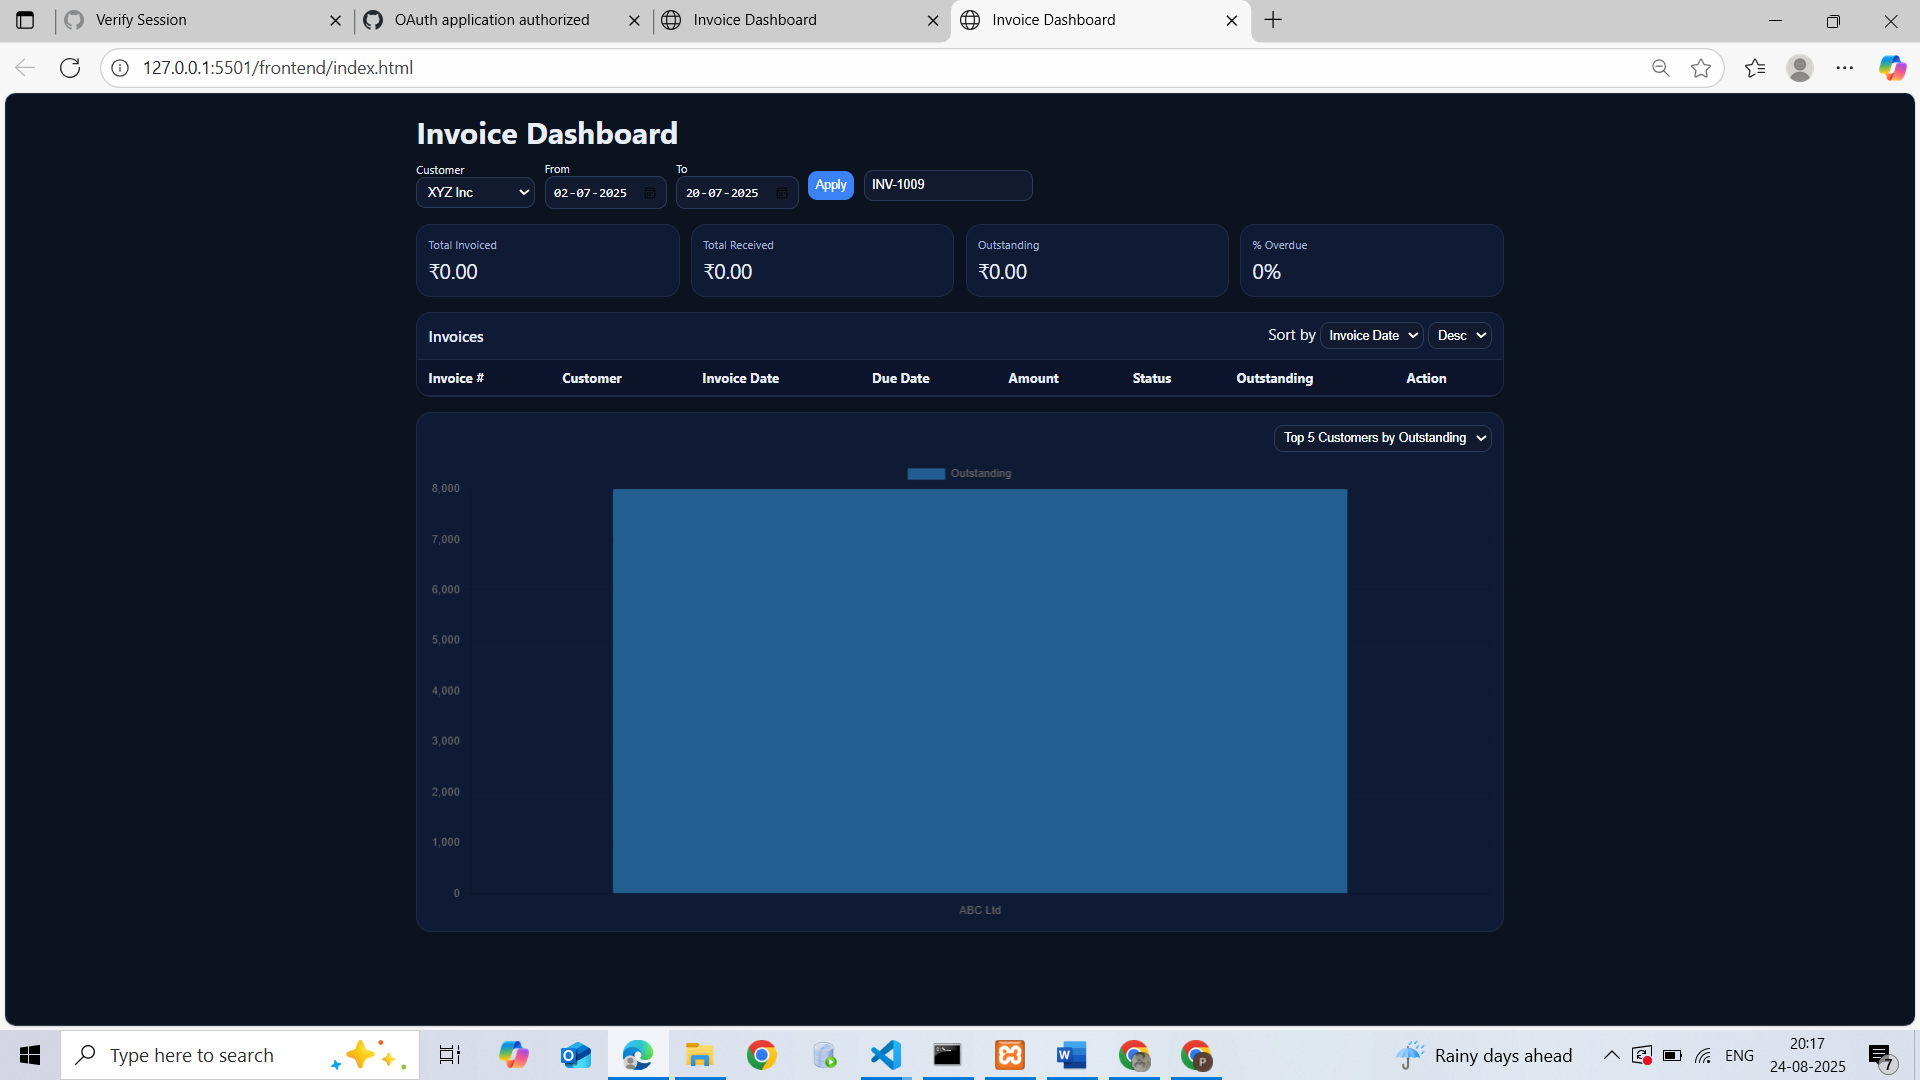 Verify Session
OAuth application authorized
Invoice Dashboard
Invoice Dashboard
127.0.0.1:5501/frontend/index.html
Invoice Dashboard
Customer
From
To
XYZ Inc
02-07-2025
20-07-2025
Apply
INV-1009
Total Invoiced
Total Received
Outstanding
% Overdue
₹0.00
₹0.00
₹0.00
0%
Invoices
Sort by
Invoice Date
Desc
Invoice # Customer Invoice Date Due Date Amount Status Outstanding Action
Top 5 Customers by Outstanding
Outstanding
8,000
7,000
6,000
5,000
4,000
3,000
2,000
1,000
0
ABC Ltd
Type here to search
Rainy days ahead
ENG
20:17
24-08-2025
7